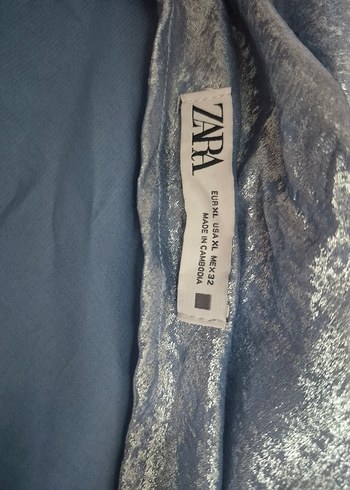 ZARA
EUR XL USA XL MEX 32
MADE IN CAMBODIA